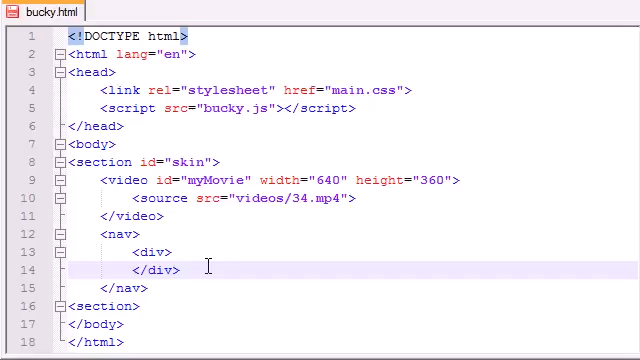 bucky.html
1 <!DOCTYPE html>
2 <html lang="en">
3 <head>
4 <link rel="stylesheet" href="main.css">
5 <script src="bucky.js"></script>
6 </head>
7 <body>
8 <section id="skin">
9 <video id="myMovie" width="640" height="360">
10 <source src="videos/34.mp4">
11 </video>
12 <nav>
13 <div>
14 </div>
15 </nav>
16 <section>
17 </body>
18 </html>